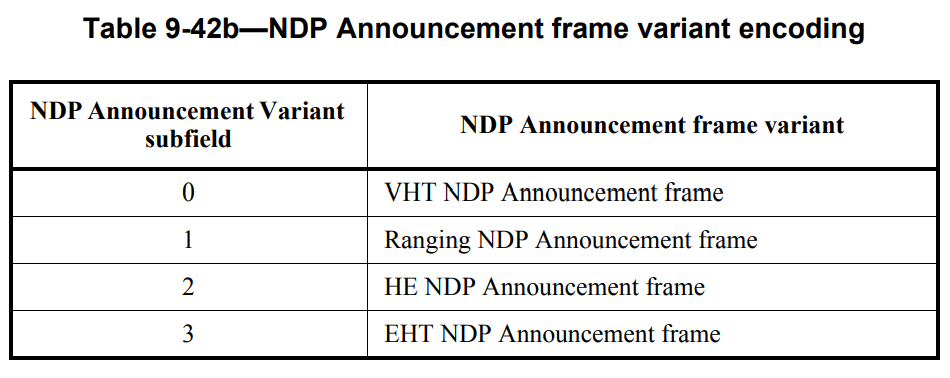 Table 9-42b—NDP Announcement frame variant encoding
NDP Announcement Variant
subfield
NDP Announcement frame variant
0 VHT NDP Announcement frame
1 Ranging NDP Announcement frame
2 HE NDP Announcement frame
3 EHT NDP Announcement frame